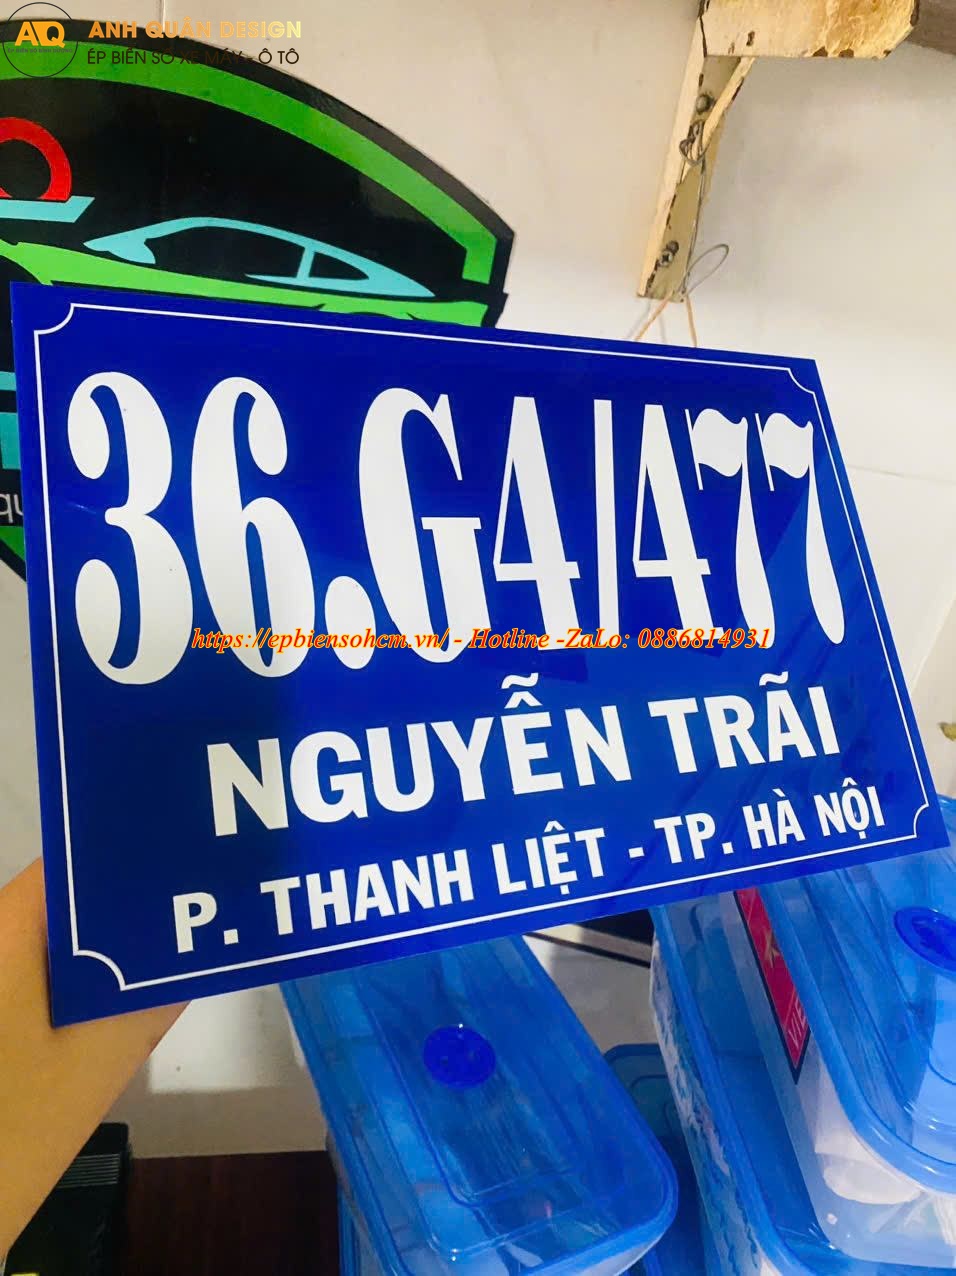 AQ
ANH QUÂN DESIGN
ÉP BIỂN SỐ XE MÁY - Ô TÔ
36.G4/477
https://epbiensohcm.vn/ - Hotline -ZaLo: 0886814931
NGUYỄN TRÃI
P. THANH LIỆT - TP. HÀ NỘI